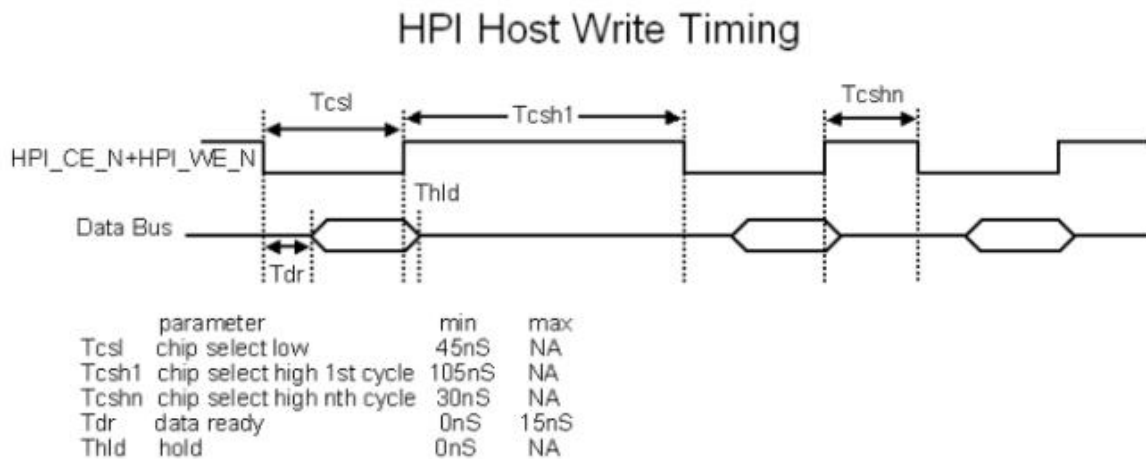 HPI Host Write Timing
Tcsl
Tcsh1
Tcshn
HPI_CE_N+HPI_WE_N
Thld
Data Bus
Tdr
parameter min max
Tcsl chip select low 45nS NA
Tcsh1 chip select high 1st cycle 105nS NA
Tcshn chip select high nth cycle 30nS NA
Tdr data ready 0nS 15nS
Thld hold 0nS NA